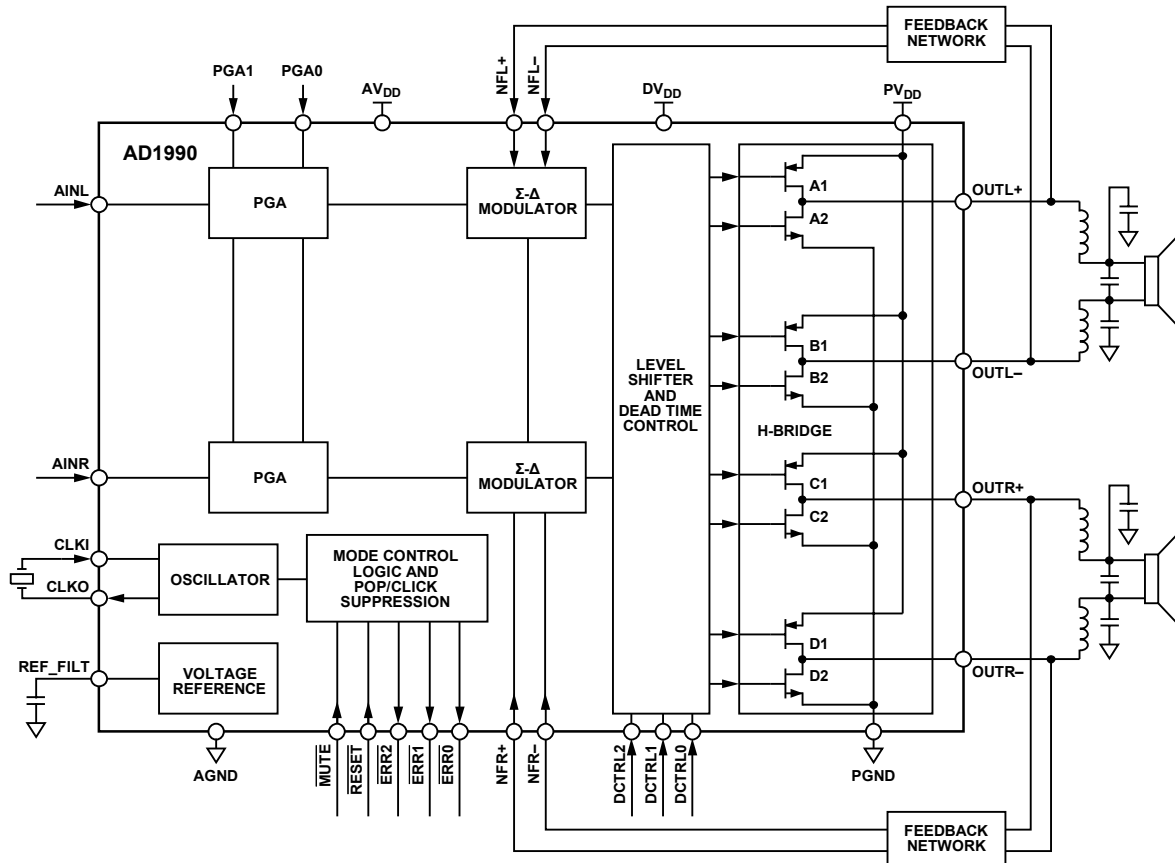 FEEDBACK
NETWORK
PGA1
PGA0
AVDD
NFL+
NFL–
DVDD
PVDD
AD1990
AINL
PGA
Σ-Δ
MODULATOR
A1
A2
OUTL+
B1
B2
OUTL–
LEVEL
SHIFTER
AND
DEAD TIME
CONTROL
H-BRIDGE
AINR
PGA
Σ-Δ
MODULATOR
C1
C2
OUTR+
CLKI
CLKO
OSCILLATOR
MODE CONTROL
LOGIC AND
POP/CLICK
SUPPRESSION
D1
D2
OUTR–
REF_FILT
VOLTAGE
REFERENCE
AGND
MUTE
RESET
ERR2
ERR1
ERR0
NFR+
NFR–
DCTRL2
DCTRL1
DCTRL0
PGND
FEEDBACK
NETWORK